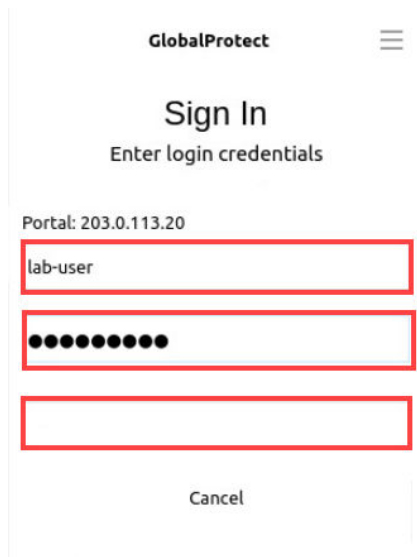 GlobalProtect
Sign In
Enter login credentials
Portal: 203.0.113.20
lab-user
●●●●●●●●●
Cancel